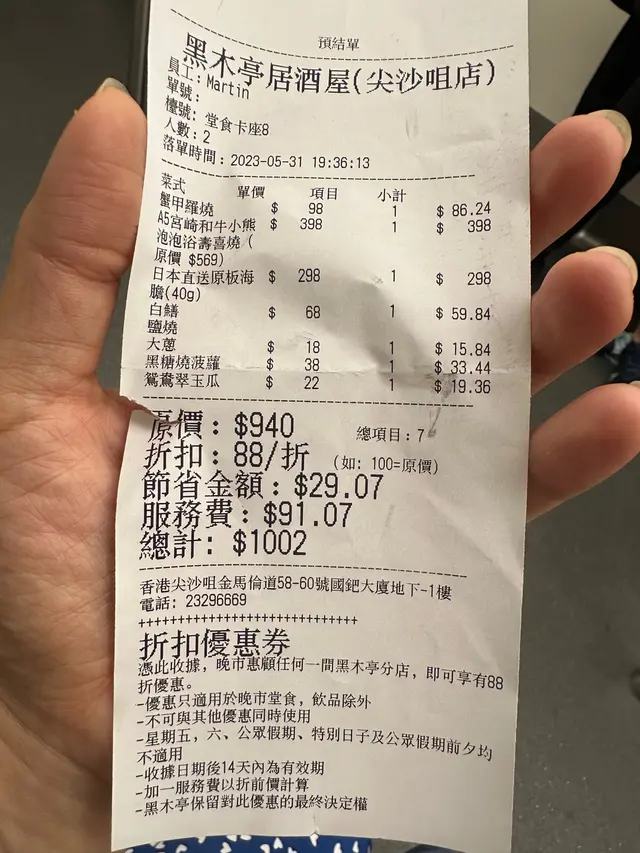 預結單
黑木亭居酒屋(尖沙咀店)
員工: Martin
單號:
檯號: 堂食卡座8
人數: 2
落單時間: 2023-05-31 19:36:13
菜式 單價 項目 小計
蟹甲羅燒 $ 98 1 $ 86.24
A5宮崎和牛小熊 $ 398 1 $ 398
泡泡浴壽喜燒 (
原價 $569)
日本直送原板海 $ 298 1 $ 298
膽(40g)
白鱔 $ 68 1 $ 59.84
鹽燒
大蔥 $ 18 1 $ 15.84
黑糖燒菠蘿 $ 38 1 $ 33.44
鴛鴦翠玉瓜 $ 22 1 $ 19.36
原價: $940 總項目: 7
折扣: 88/折 (如: 100=原價)
節省金額: $29.07
服務費: $91.07
總計: $1002
香港尖沙咀金馬倫道58-60號國鈀大廈地下-1樓
電話: 23296669
++++++++++++++++++++++++++++
折扣優惠券
憑此收據, 晚市惠顧任何一間黑木亭分店, 即可享有88
折優惠。
-優惠只適用於晚市堂食, 飲品除外
-不可與其他優惠同時使用
-星期五, 六、公眾假期、特別日子及公眾假期前夕均
不適用
-收據日期後14天內為有效期
-加一服務費以折前價計算
-黑木亭保留對此優惠的最終決定權